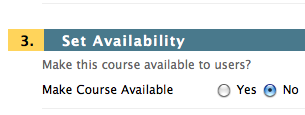 3. Set Availability
Make this course available to users?
Make Course Available Yes No